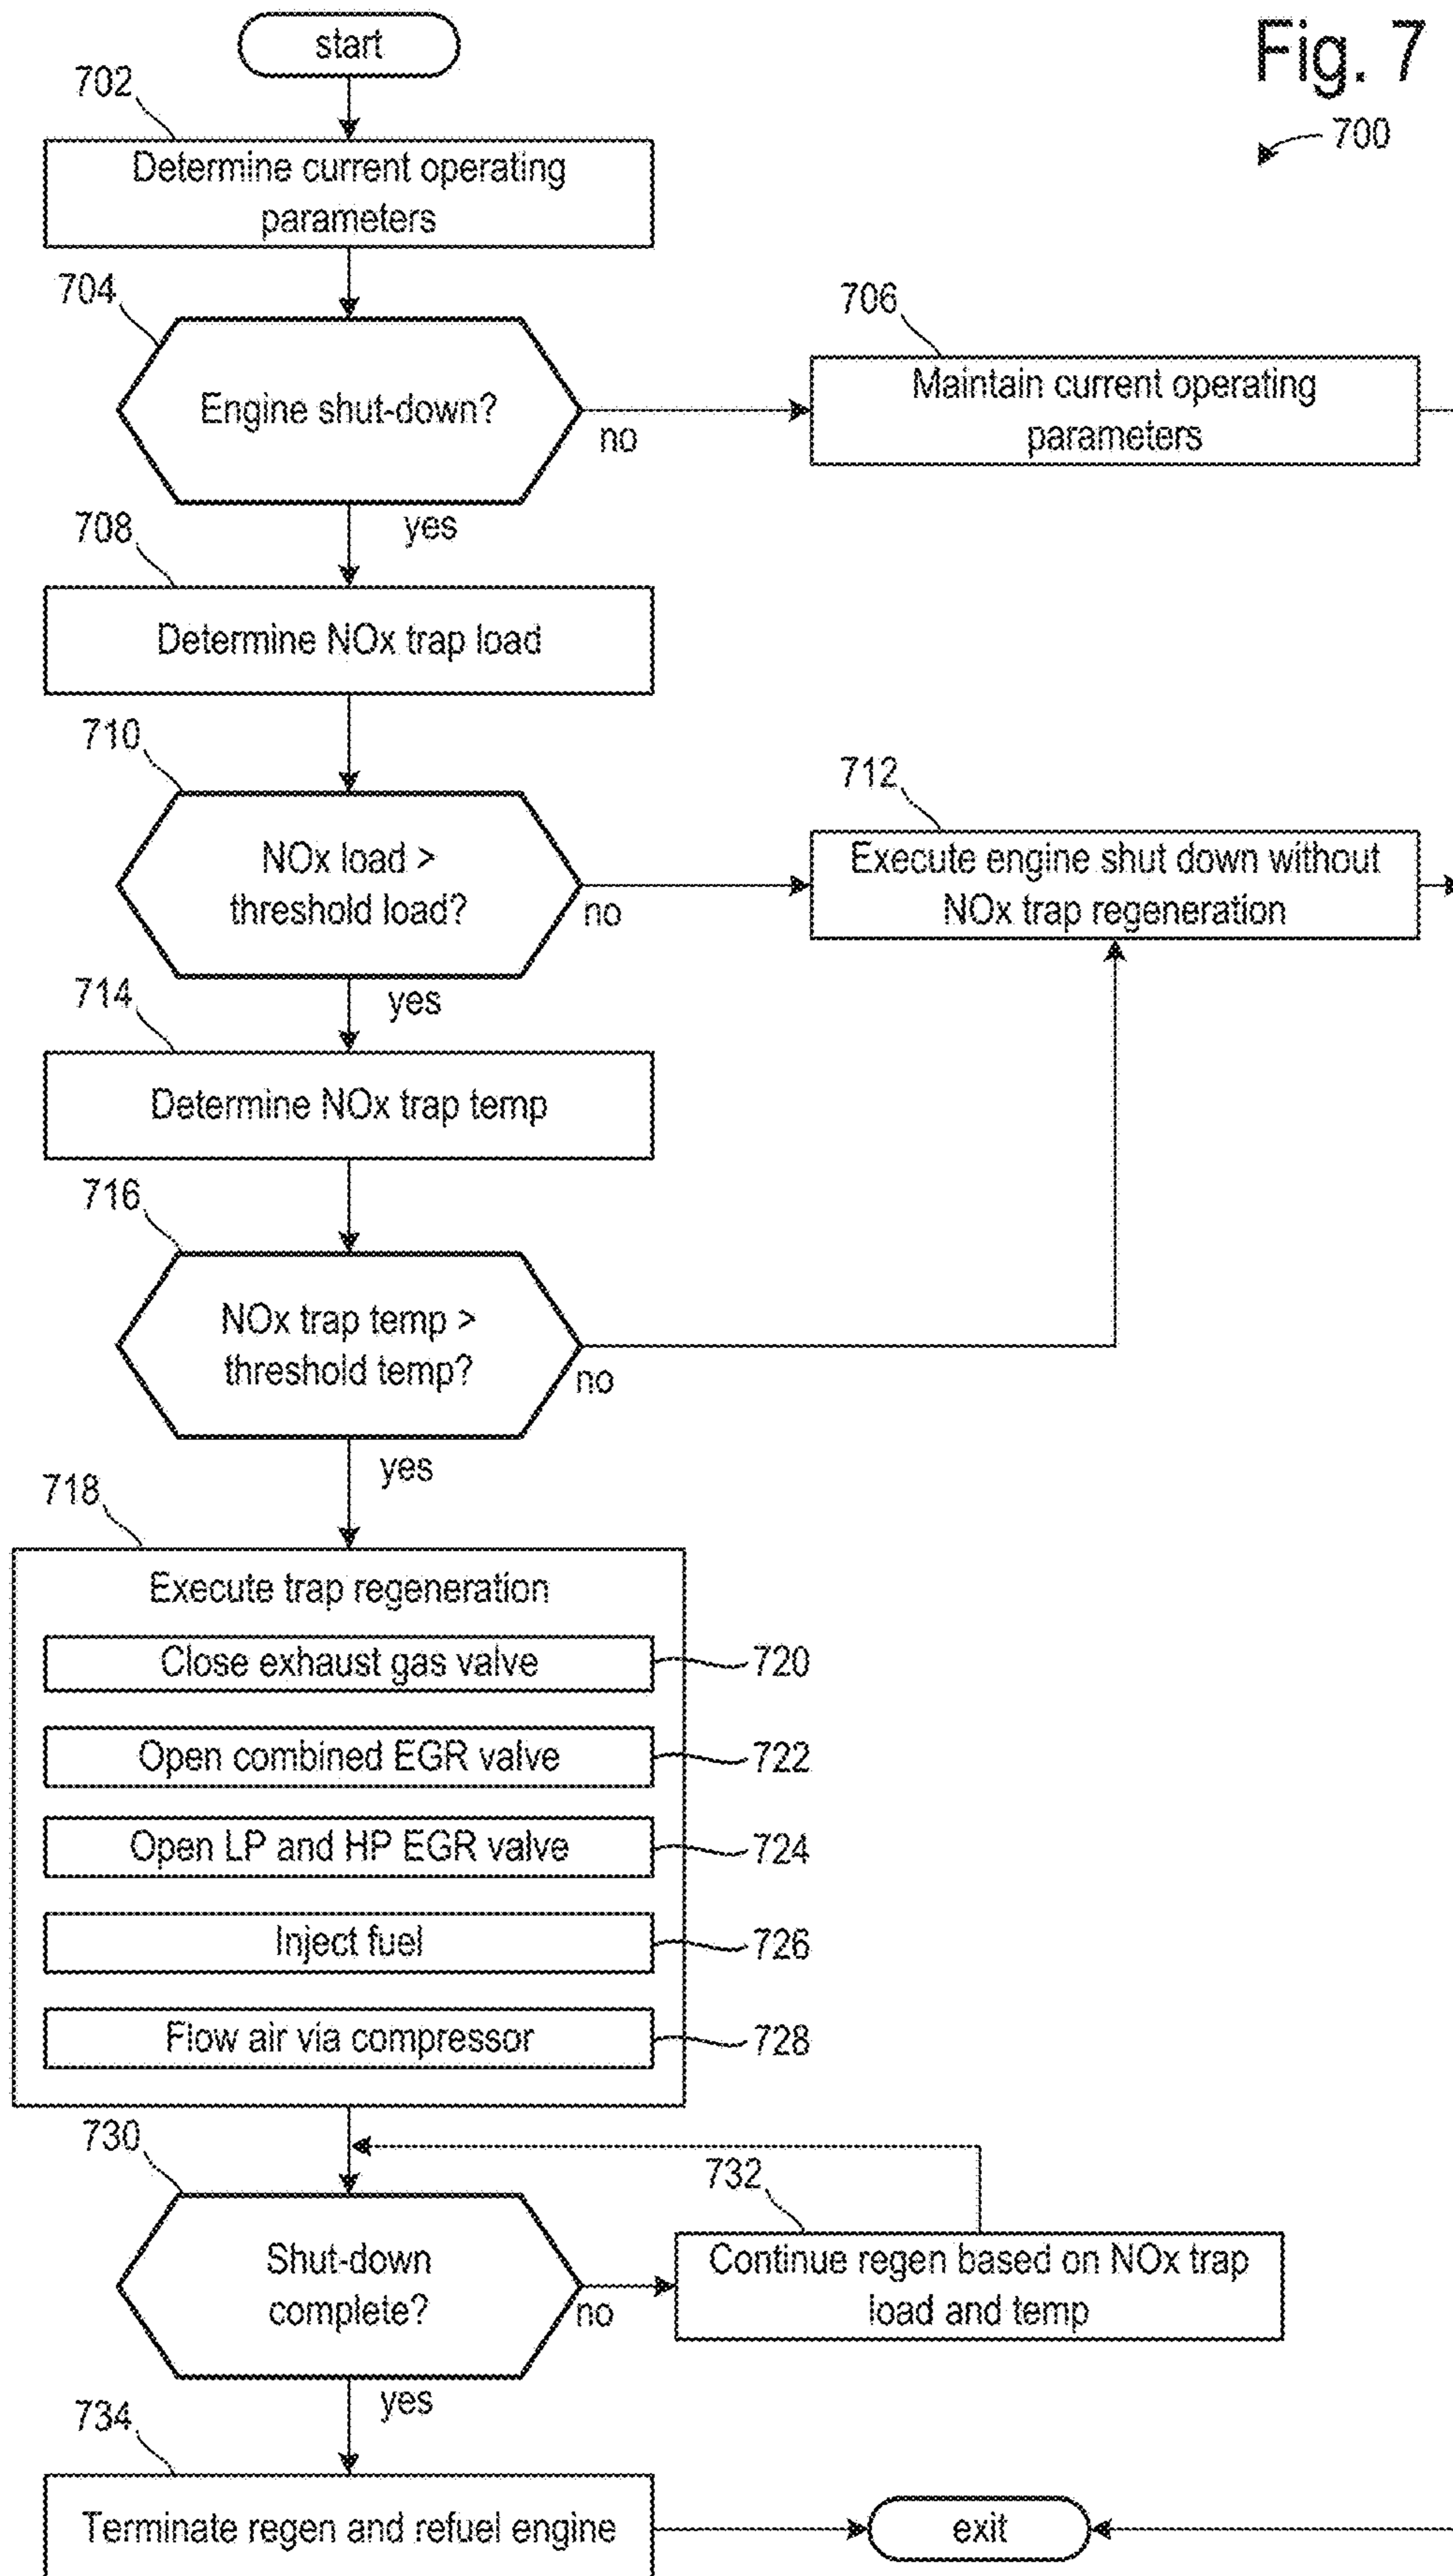 Fig. 7
700
start
702
Determine current operating
parameters
704
Engine shut-down?
no
706
Maintain current operating
parameters
yes
708
Determine NOx trap load
710
NOx load >
threshold load?
no
712
Execute engine shut down without
NOx trap regeneration
yes
714
Determine NOx trap temp
716
NOx trap temp >
threshold temp?
no
yes
718
Execute trap regeneration
Close exhaust gas valve
720
Open combined EGR valve
722
Open LP and HP EGR valve
724
Inject fuel
726
Flow air via compressor
728
730
Shut-down
complete?
no
732
Continue regen based on NOx trap
load and temp
yes
734
Terminate regen and refuel engine
exit